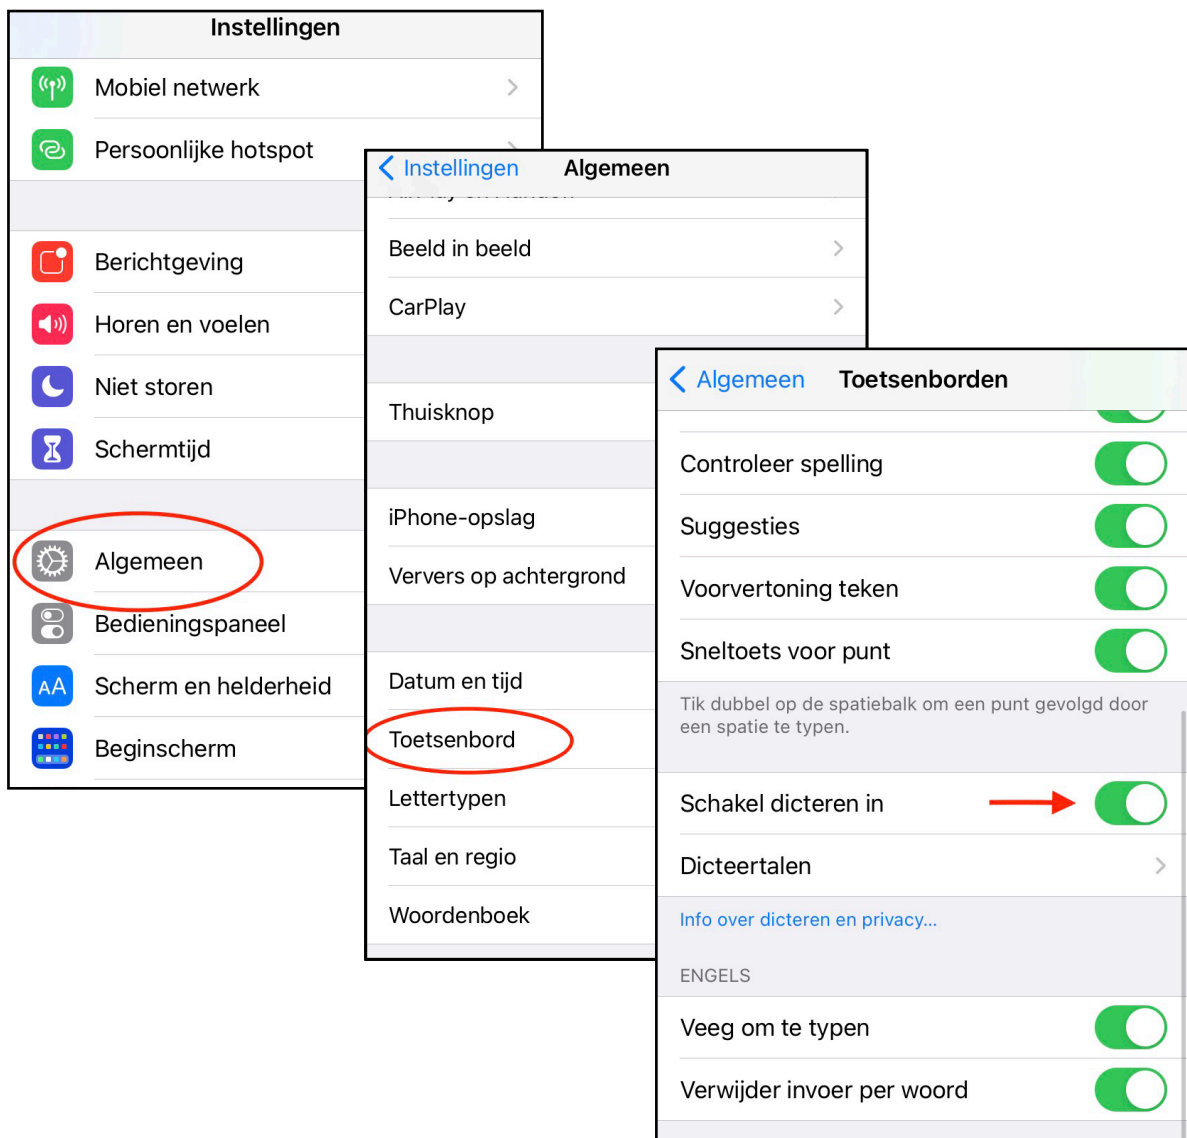 Instellingen
Mobiel netwerk
Persoonlijke hotspot
Berichtgeving
Horen en voelen
Niet storen
Schermtijd
Algemeen
Bedieningspaneel
AA
Scherm en helderheid
Beginscherm
Instellingen
Algemeen
Beeld in beeld
CarPlay
Thuisknop
iPhone-opslag
Ververs op achtergrond
Datum en tijd
Toetsenbord
Lettertypen
Taal en regio
Woordenboek
Algemeen
Toetsenborden
Controleer spelling
Suggesties
Voorvertoning teken
Sneltoets voor punt
Tik dubbel op de spatiebalk om een punt gevolgd door
een spatie te typen.
Schakel dicteren in
Dicteertalen
Info over dicteren en privacy...
ENGELS
Veeg om te typen
Verwijder invoer per woord